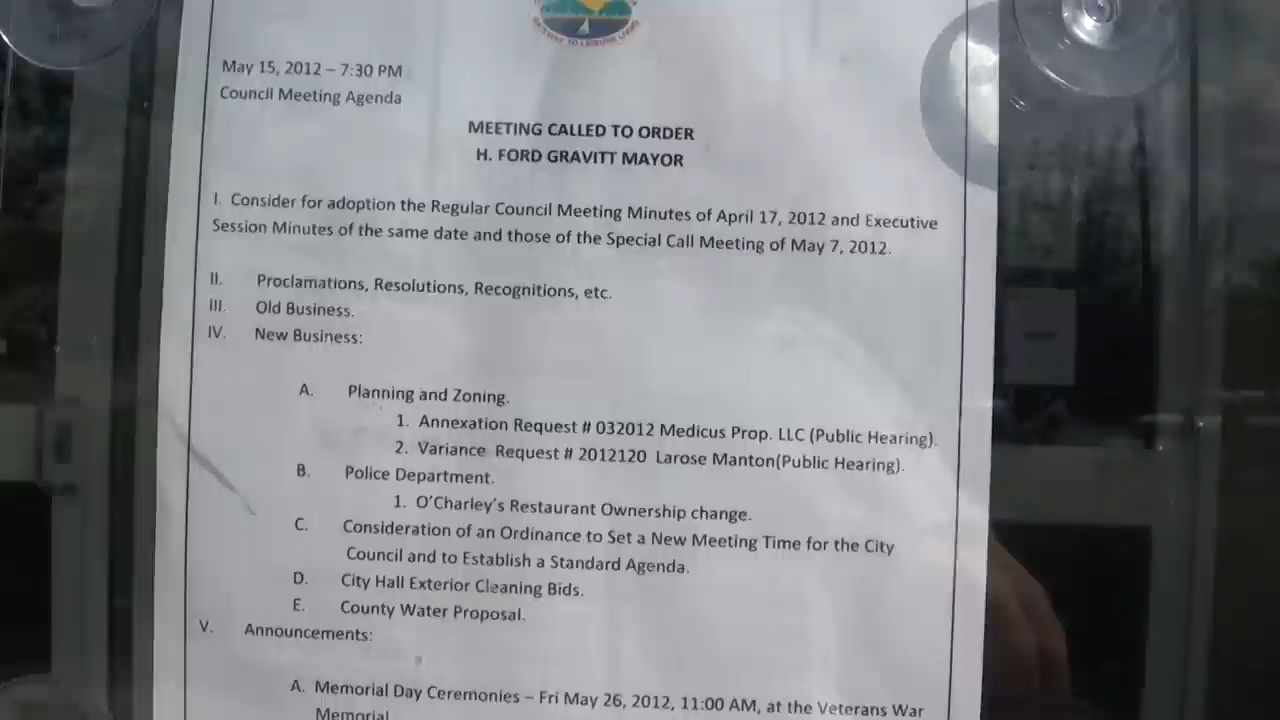 GATEWAY TO LEISURE LIVING
May 15, 2012 – 7:30 PM
Council Meeting Agenda
MEETING CALLED TO ORDER
H. FORD GRAVITT MAYOR
I. Consider for adoption the Regular Council Meeting Minutes of April 17, 2012 and Executive
Session Minutes of the same date and those of the Special Call Meeting of May 7, 2012.
II. Proclamations, Resolutions, Recognitions, etc.
III. Old Business.
IV. New Business:
A. Planning and Zoning.
1. Annexation Request # 032012 Medicus Prop. LLC (Public Hearing).
2. Variance Request # 2012120 Larose Manton(Public Hearing).
B. Police Department.
1. O’Charley’s Restaurant Ownership change.
C. Consideration of an Ordinance to Set a New Meeting Time for the City
Council and to Establish a Standard Agenda.
D. City Hall Exterior Cleaning Bids.
E. County Water Proposal.
V. Announcements:
A. Memorial Day Ceremonies – Fri May 26, 2012, 11:00 AM, at the Veterans War
Memorial